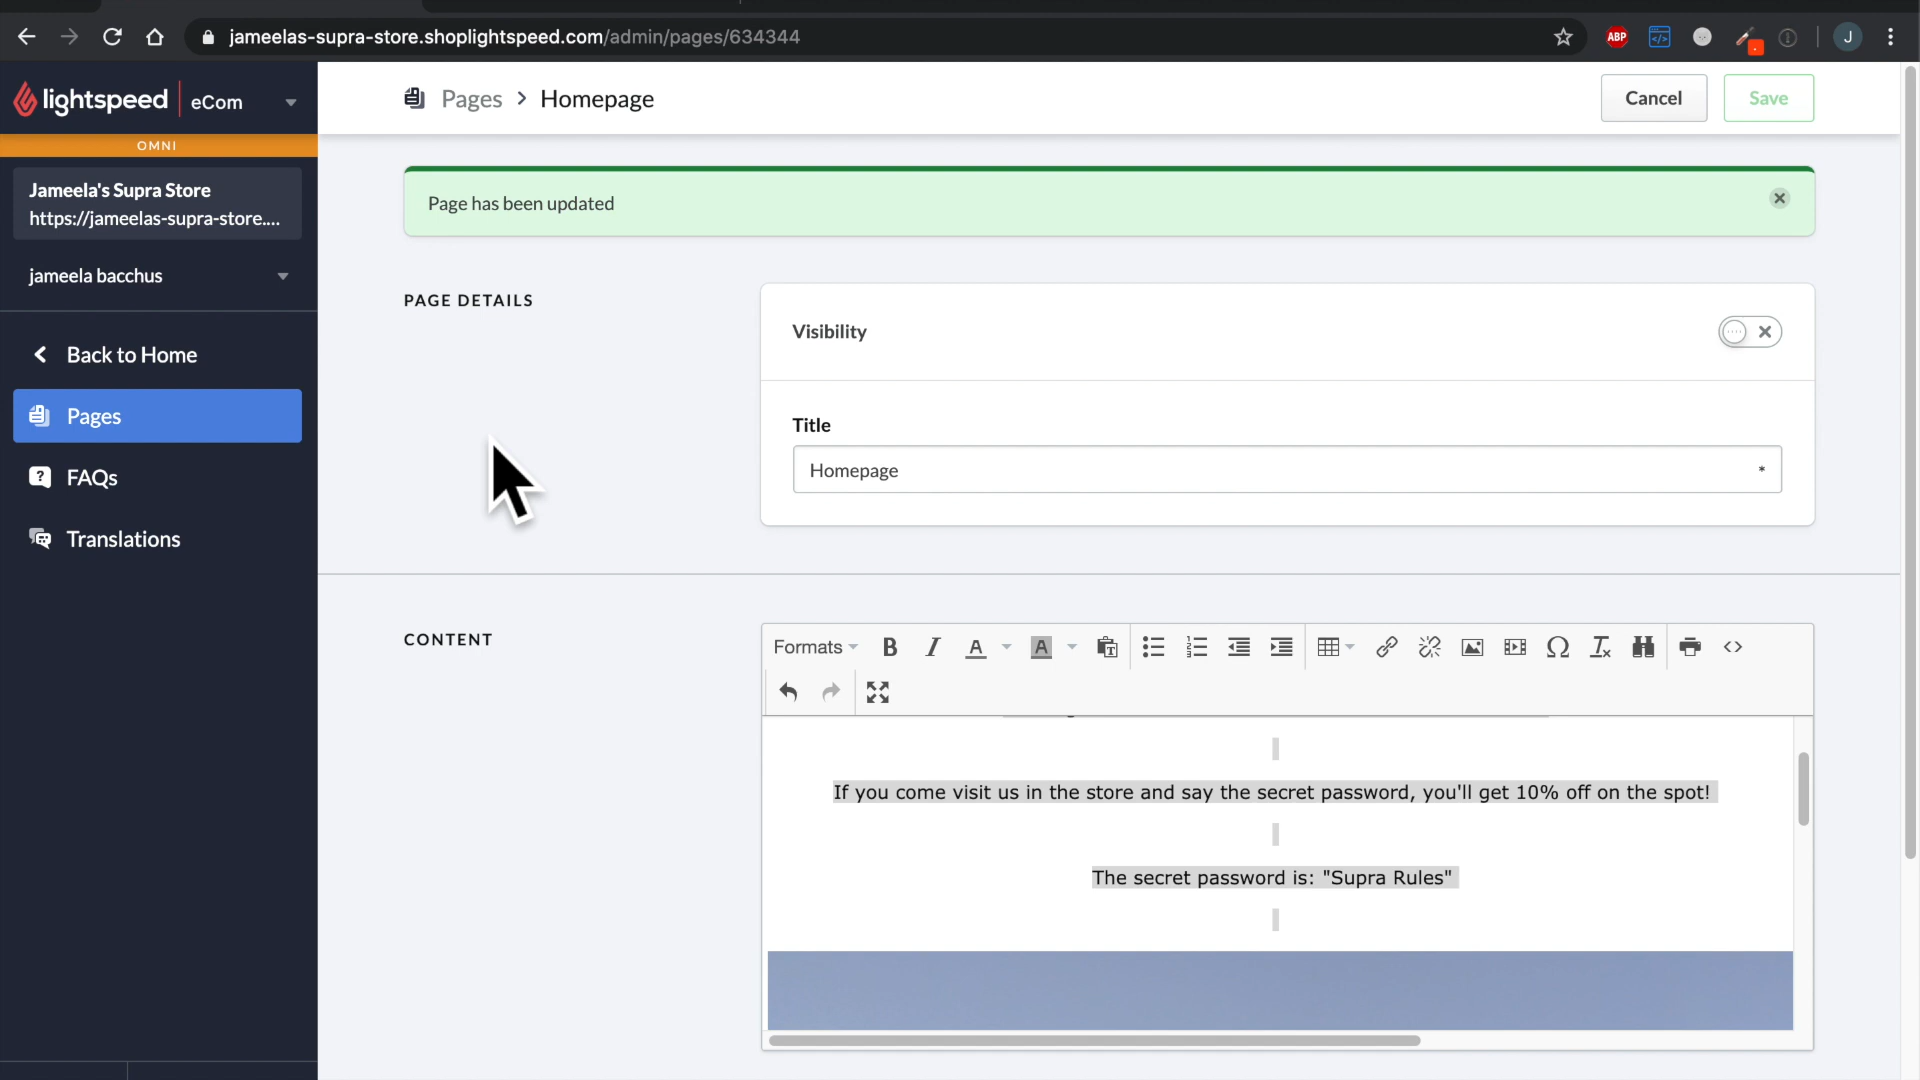 jameelas-supra-store.shoplightspeed.com/admin/pages/634344
ABP
J
lightspeed eCom
Pages > Homepage
Cancel
Save
OMNI
Jameela's Supra Store
https://jameelas-supra-store....
Page has been updated
jameela bacchus
PAGE DETAILS
Visibility
Back to Home
Pages
Title
Homepage *
FAQs
Translations
CONTENT
Formats B I A A
If you come visit us in the store and say the secret password, you'll get 10% off on the spot!
The secret password is: "Supra Rules"